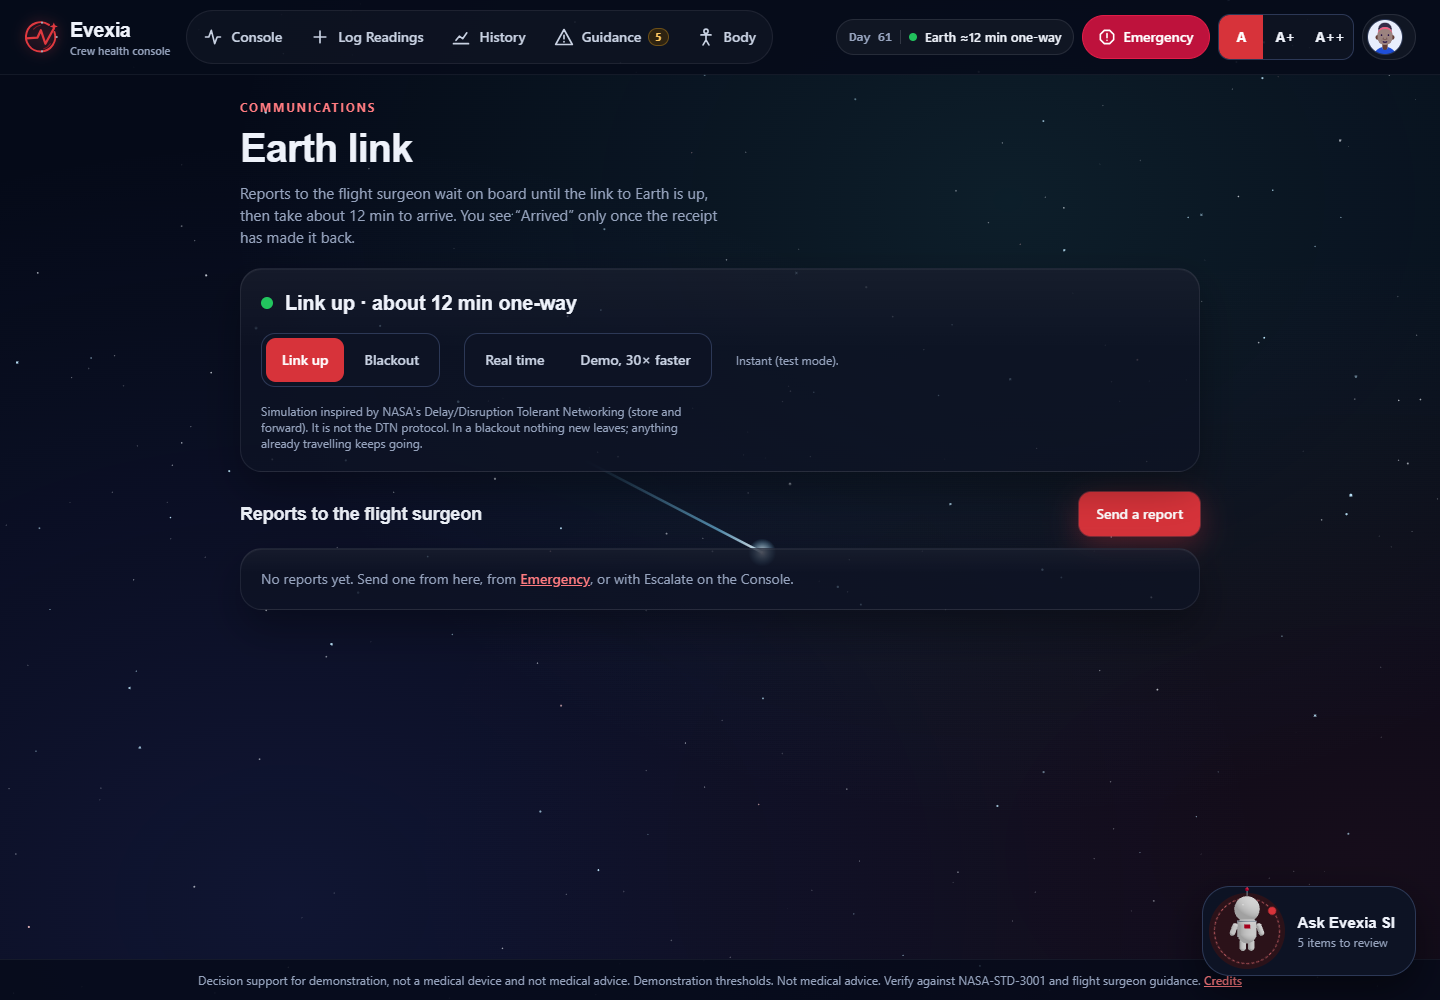 Evexia
Crew health console
Console
Log Readings
History
Guidance 5
Body
Day 61
Earth ≈12 min one-way
Emergency
A A+ A++
COMMUNICATIONS
Earth link
Reports to the flight surgeon wait on board until the link to Earth is up,
then take about 12 min to arrive. You see “Arrived” only once the receipt
has made it back.
Link up · about 12 min one-way
Link up
Blackout
Real time
Demo, 30× faster
Instant (test mode).
Simulation inspired by NASA's Delay/Disruption Tolerant Networking (store and
forward). It is not the DTN protocol. In a blackout nothing new leaves; anything
already travelling keeps going.
Reports to the flight surgeon
Send a report
No reports yet. Send one from here, from Emergency, or with Escalate on the Console.
Ask Evexia SI
5 items to review
Decision support for demonstration, not a medical device and not medical advice. Demonstration thresholds. Not medical advice. Verify against NASA-STD-3001 and flight surgeon guidance. Credits